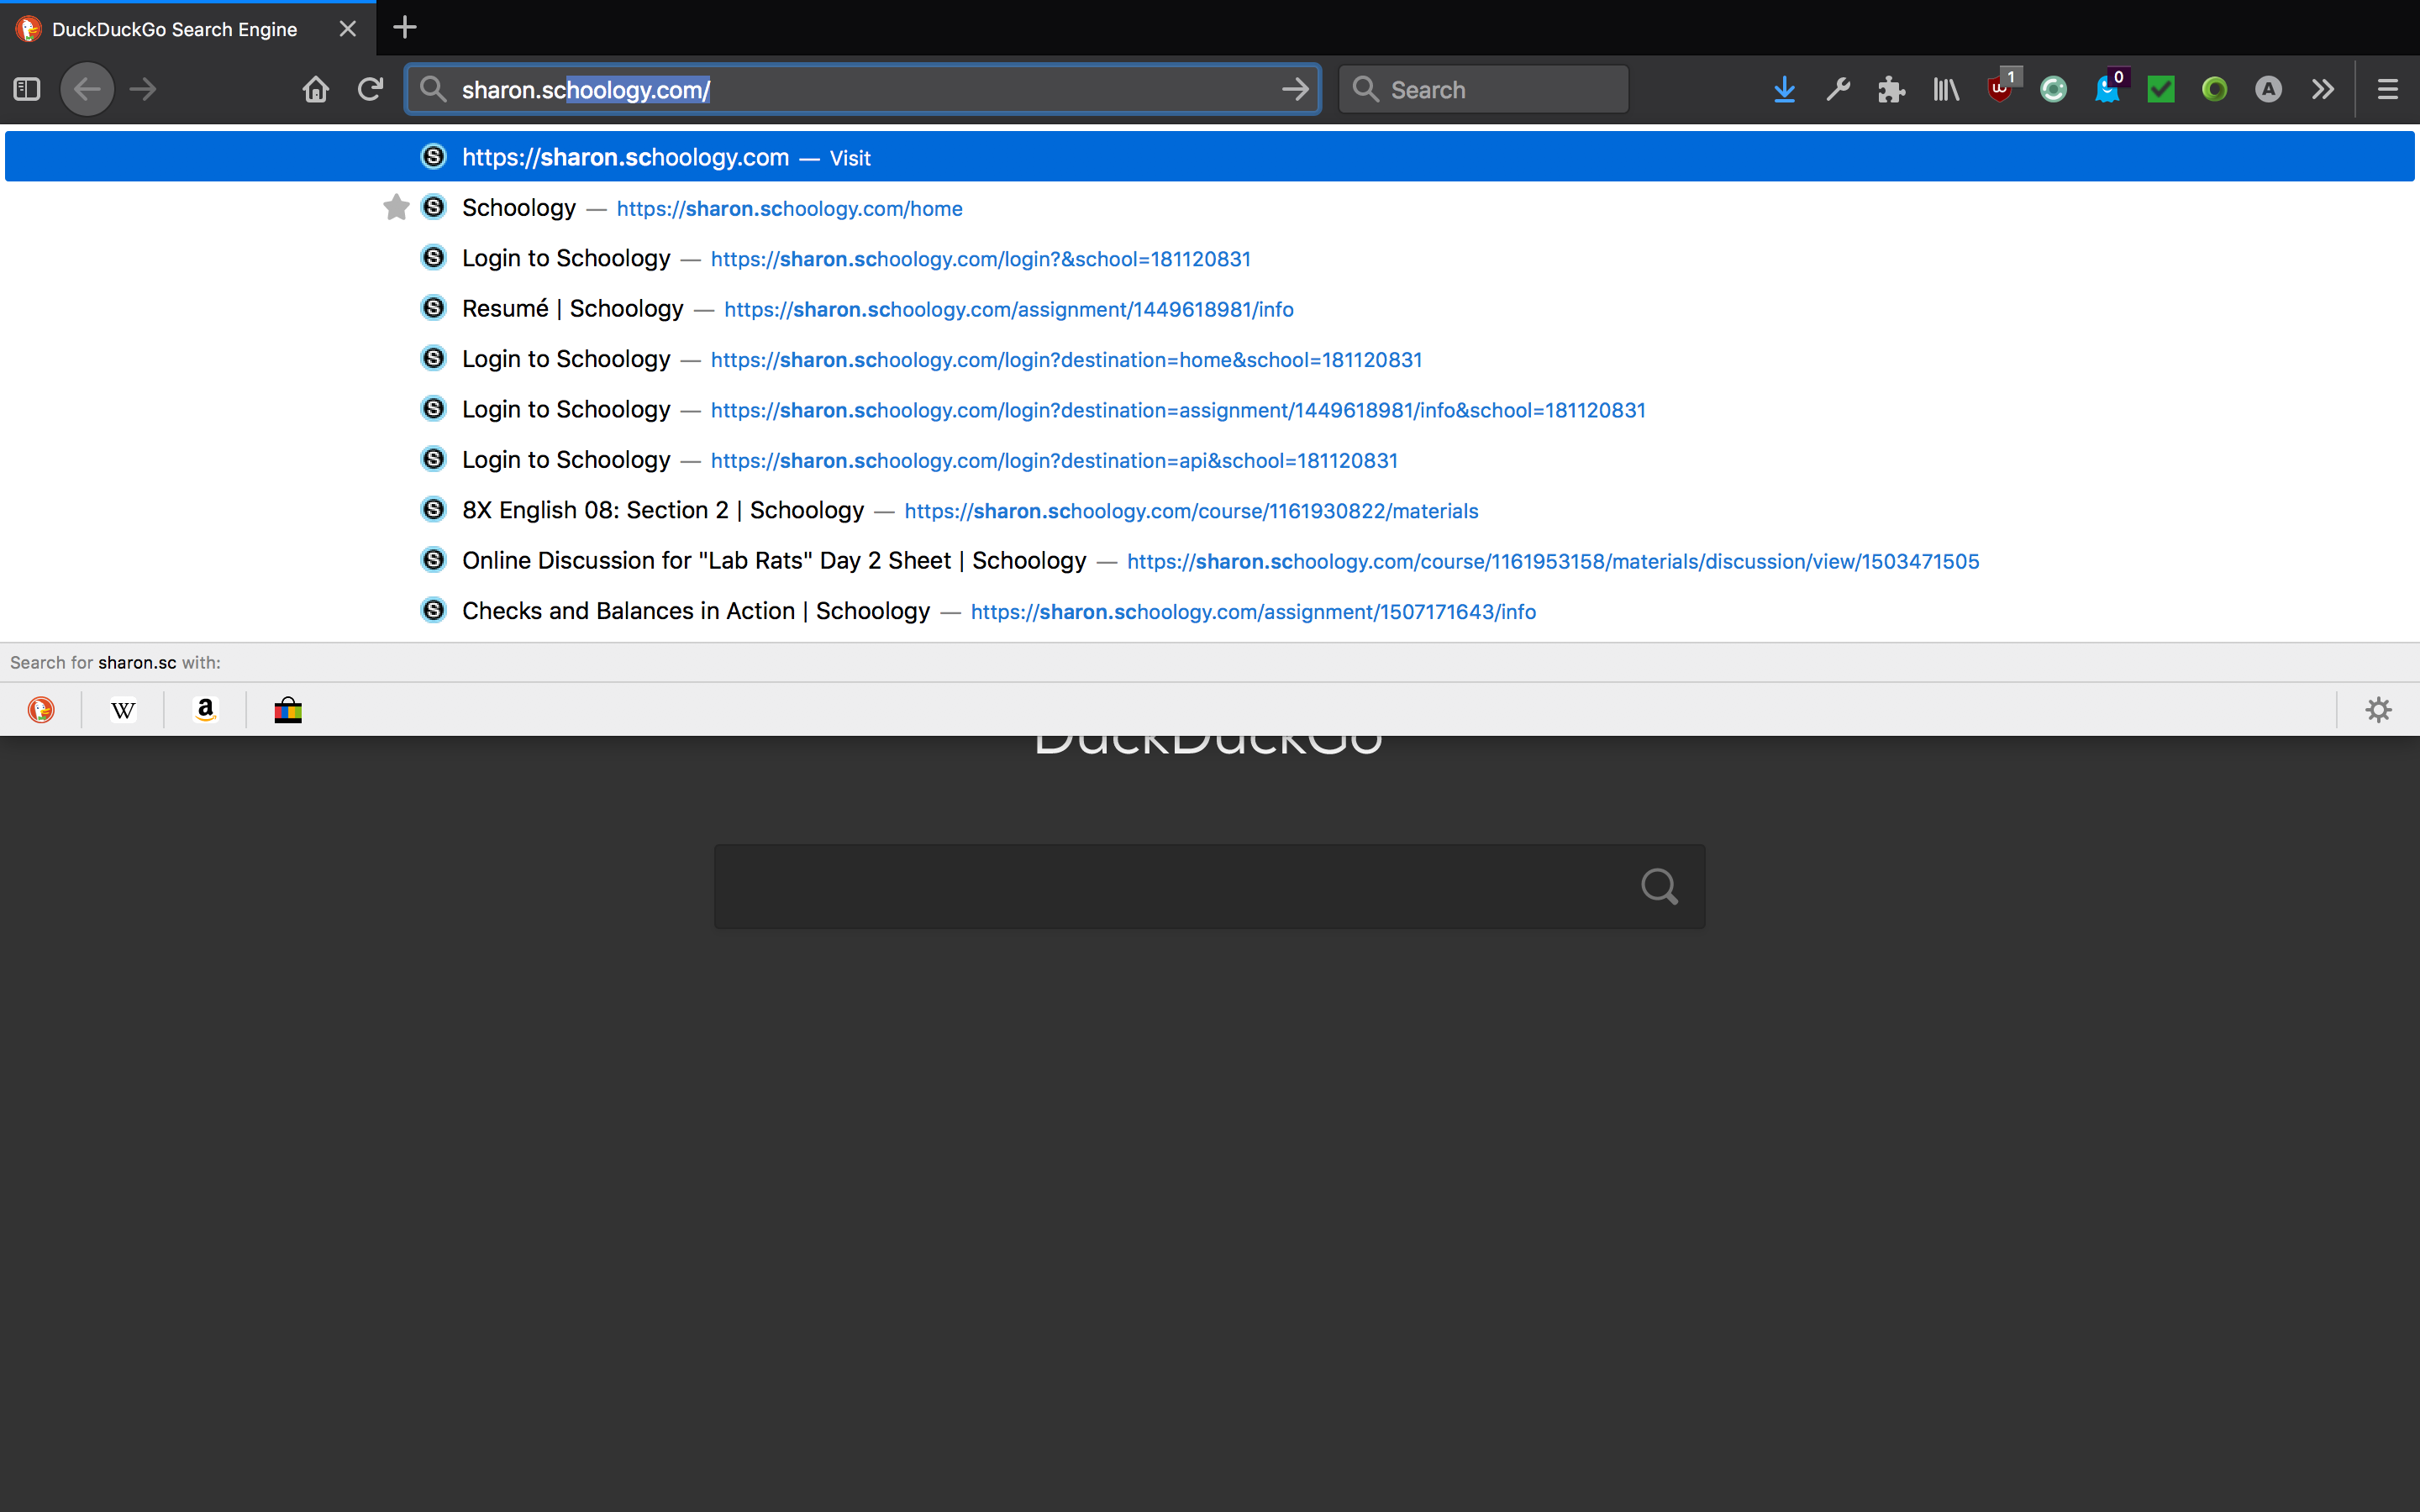 DuckDuckGo Search Engine
sharon.schoology.com/
Search
1
0
A
https://sharon.schoology.com — Visit
Schoology — https://sharon.schoology.com/home
Login to Schoology — https://sharon.schoology.com/login?&school=181120831
Resumé | Schoology — https://sharon.schoology.com/assignment/1449618981/info
Login to Schoology — https://sharon.schoology.com/login?destination=home&school=181120831
Login to Schoology — https://sharon.schoology.com/login?destination=assignment/1449618981/info&school=181120831
Login to Schoology — https://sharon.schoology.com/login?destination=api&school=181120831
8X English 08: Section 2 | Schoology — https://sharon.schoology.com/course/1161930822/materials
Online Discussion for "Lab Rats" Day 2 Sheet | Schoology — https://sharon.schoology.com/course/1161953158/materials/discussion/view/1503471505
Checks and Balances in Action | Schoology — https://sharon.schoology.com/assignment/1507171643/info
Search for sharon.sc with:
W
a
DuckDuckGo